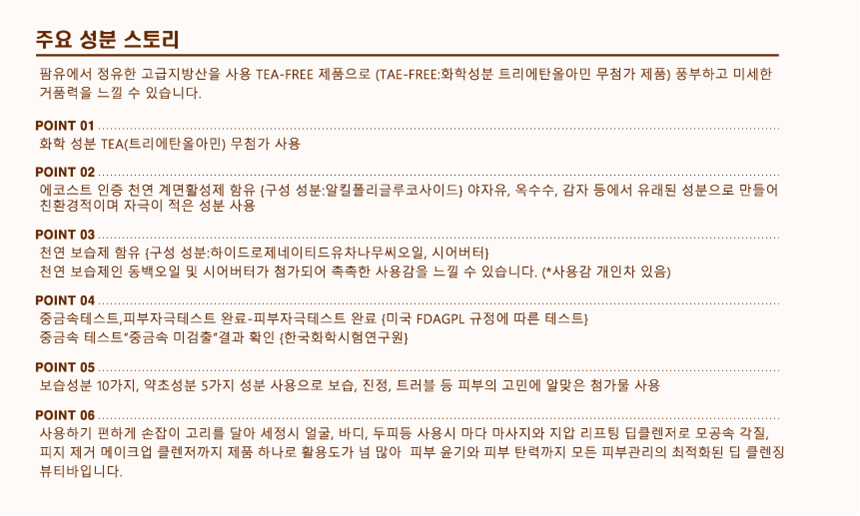 주요 성분 스토리
팜유에서 정유한 고급지방산을 사용 TEA-FREE 제품으로 (TAE-FREE:화학성분 트리에탄올아민 무첨가 제품) 풍부하고 미세한
거품력을 느낄 수 있습니다.
POINT 01
화학 성분 TEA(트리에탄올아민) 무첨가 사용
POINT 02
에코스트 인증 천연 계면활성제 함유 {구성 성분:알킬폴리글루코사이드} 야자유, 옥수수, 감자 등에서 유래된 성분으로 만들어
친환경적이며 자극이 적은 성분 사용
POINT 03
천연 보습제 함유 {구성 성분:하이드로제네이티드유차나무씨오일, 시어버터}
천연 보습제인 동백오일 및 시어버터가 첨가되어 촉촉한 사용감을 느낄 수 있습니다. (*사용감 개인차 있음)
POINT 04
중금속테스트,피부자극테스트 완료-피부자극테스트 완료 {미국 FDAGPL 규정에 따른 테스트}
중금속 테스트"중금속 미검출"결과 확인 {한국화학시험연구원}
POINT 05
보습성분 10가지, 약초성분 5가지 성분 사용으로 보습, 진정, 트러블 등 피부의 고민에 알맞은 첨가물 사용
POINT 06
사용하기 편하게 손잡이 고리를 달아 세정시 얼굴, 바디, 두피등 사용시 마다 마사지와 지압 리프팅 딥클렌저로 모공속 각질,
피지 제거 메이크업 클렌저까지 제품 하나로 활용도가 넘 많아 피부 윤기와 피부 탄력까지 모든 피부관리의 최적화된 딥 클렌징
뷰티바입니다.